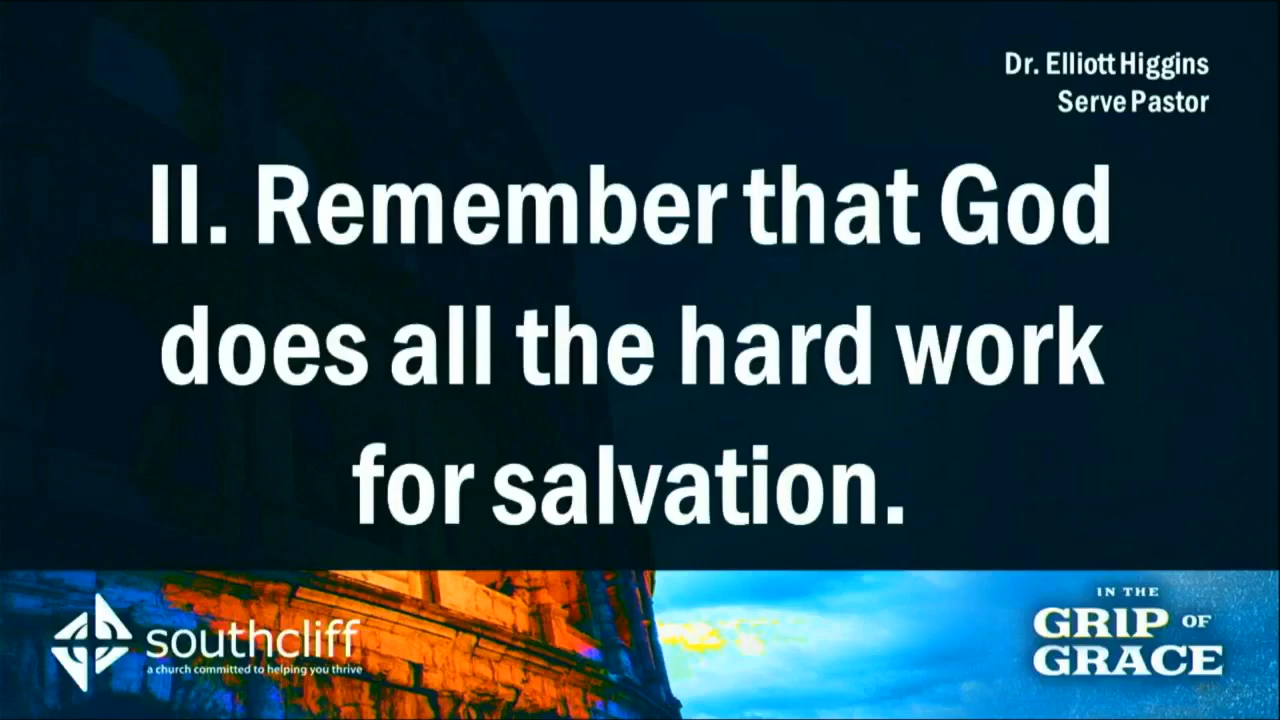 Dr. Elliott Higgins
Serve Pastor
II. Remember that God
does all the hard work
for salvation.
southcliff
a church committed to helping you thrive
IN THE
GRIP OF
GRACE